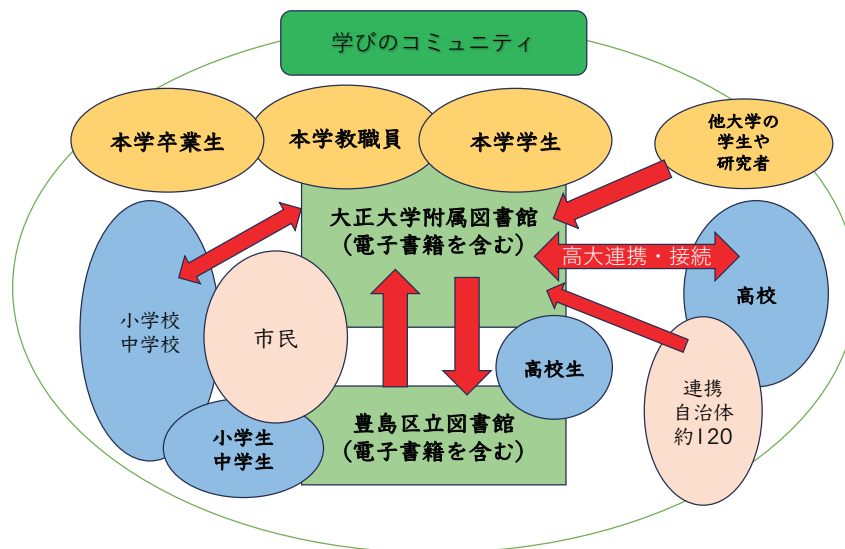 学びのコミュニティ
本学卒業生
本学教職員
本学学生
他大学の
学生や
研究者
大正大学附属図書館
(電子書籍を含む)
高大連携・接続
高校
小学校
中学校
市民
高校生
連携
自治体
約120
小学生
中学生
豊島区立図書館
(電子書籍を含む)